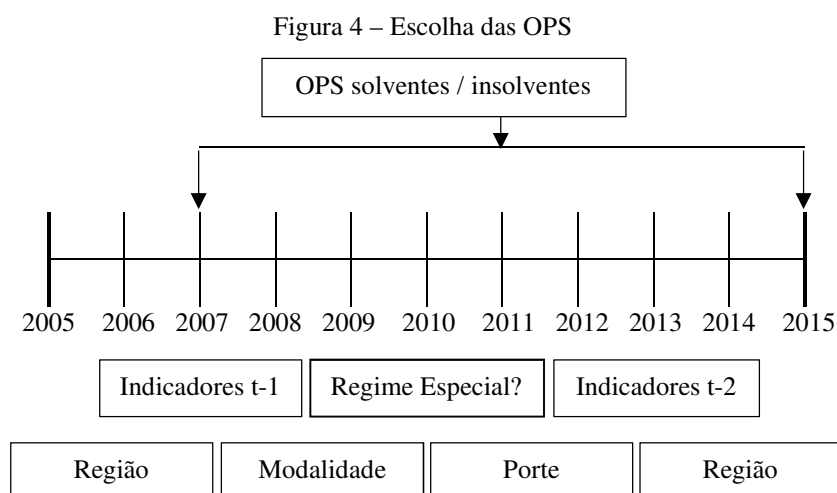 Figura 4 – Escolha das OPS
OPS solventes / insolventes
2005 2006 2007 2008 2009 2010 2011 2012 2013 2014 2015
Indicadores t-1 Regime Especial? Indicadores t-2
Região Modalidade Porte Região